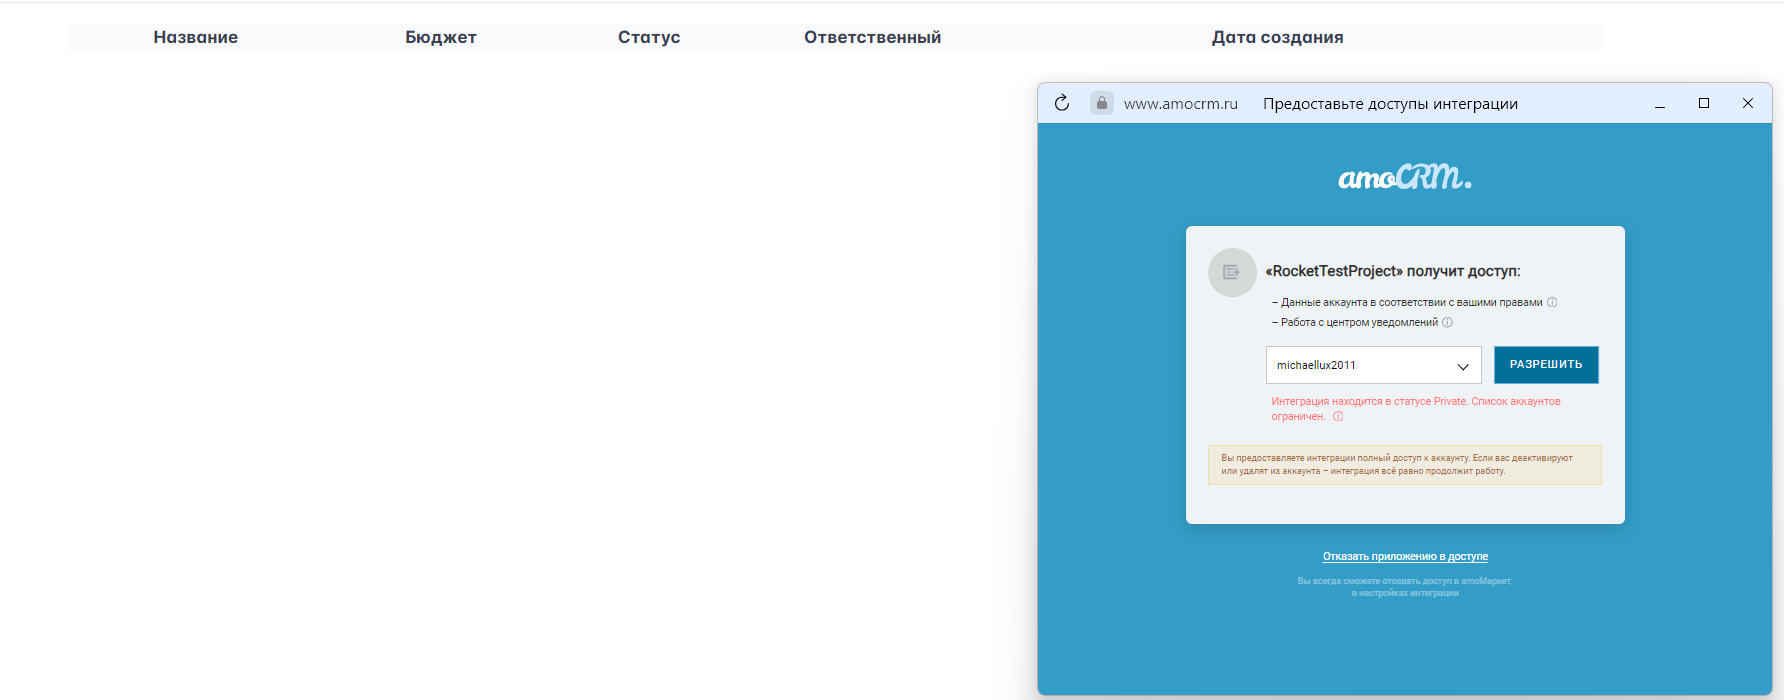 Название Бюджет Статус Ответственный Дата создания
www.amocrm.ru Предоставьте доступы интеграции
amoCRM.
«RocketTestProject» получит доступ:
– Данные аккаунта в соответствии с вашими правами
– Работа с центром уведомлений
michaellux2011 РАЗРЕШИТЬ
Интеграция находится в статусе Private. Список аккаунтов
ограничен.
Вы предоставляете интеграции полный доступ к аккаунту. Если вас деактивируют
или удалят из аккаунта – интеграция всё равно продолжит работу.
Отказать приложению в доступе
Вы всегда сможете отозвать доступ в amoМаркет,
в настройках интеграции